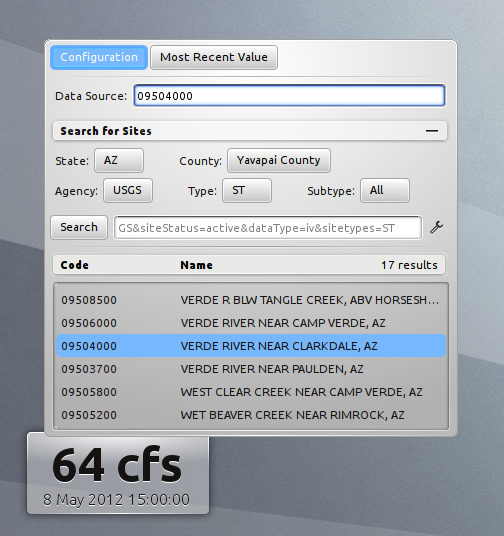 Configuration Most Recent Value
Data Source: 09504000
Search for Sites
State: AZ County: Yavapai County
Agency: USGS Type: ST Subtype: All
Search GS&siteStatus=active&dataType=iv&sitetypes=ST
Code Name 17 results
09508500 VERDE R BLW TANGLE CREEK, ABV HORSESH...
09506000 VERDE RIVER NEAR CAMP VERDE, AZ
09504000 VERDE RIVER NEAR CLARKDALE, AZ
09503700 VERDE RIVER NEAR PAULDEN, AZ
09505800 WEST CLEAR CREEK NEAR CAMP VERDE, AZ
09505200 WET BEAVER CREEK NEAR RIMROCK, AZ
64 cfs
8 May 2012 15:00:00